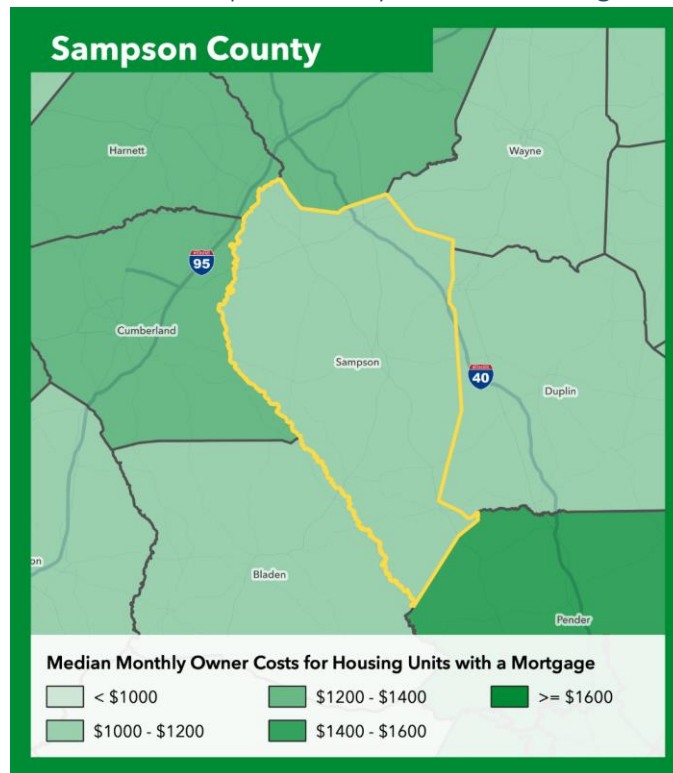 Sampson County
Harnett
Wayne
95
Cumberland
Sampson
40
Duplin
on
Bladen
Pender
Median Monthly Owner Costs for Housing Units with a Mortgage
< $1000
$1200 - $1400
>= $1600
$1000 - $1200
$1400 - $1600